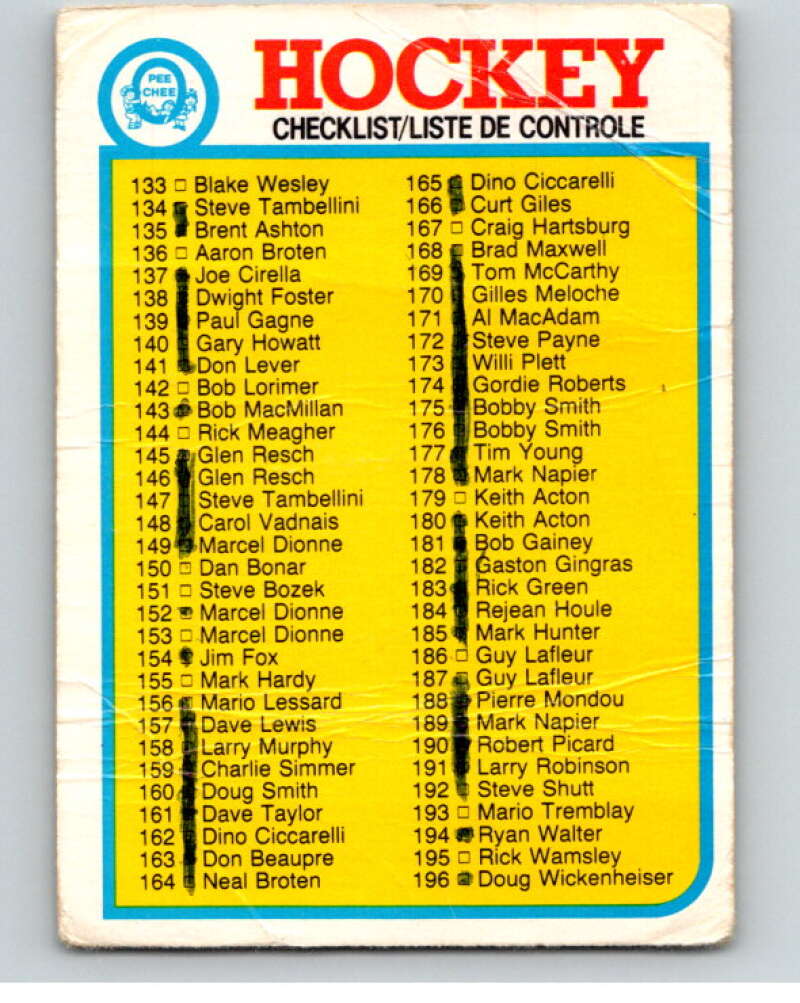 PEE
CHEE
HOCKEY
CHECKLIST/LISTE DE CONTROLE
133 □ Blake Wesley
134 Steve Tambellini
135 Brent Ashton
136 □ Aaron Broten
137 Joe Cirella
138 Dwight Foster
139 Paul Gagne
140 Gary Howatt
141 Don Lever
142 □ Bob Lorimer
143 Bob MacMillan
144 □ Rick Meagher
145 Glen Resch
146 Glen Resch
147 Steve Tambellini
148 Carol Vadnais
149 Marcel Dionne
150 □ Dan Bonar
151 □ Steve Bozek
152 Marcel Dionne
153 □ Marcel Dionne
154 Jim Fox
155 □ Mark Hardy
156 Mario Lessard
157 Dave Lewis
158 Larry Murphy
159 Charlie Simmer
160 Doug Smith
161 Dave Taylor
162 Dino Ciccarelli
163 Don Beaupre
164 Neal Broten
165 Dino Ciccarelli
166 Curt Giles
167 □ Craig Hartsburg
168 □ Brad Maxwell
169 Tom McCarthy
170 Gilles Meloche
171 Al MacAdam
172 Steve Payne
173 Willi Plett
174 Gordie Roberts
175 Bobby Smith
176 Bobby Smith
177 Tim Young
178 Mark Napier
179 □ Keith Acton
180 Keith Acton
181 Bob Gainey
182 Gaston Gingras
183 Rick Green
184 Rejean Houle
185 Mark Hunter
186 □ Guy Lafleur
187 Guy Lafleur
188 Pierre Mondou
189 Mark Napier
190 Robert Picard
191 Larry Robinson
192 Steve Shutt
193 □ Mario Tremblay
194 Ryan Walter
195 □ Rick Wamsley
196 Doug Wickenheiser